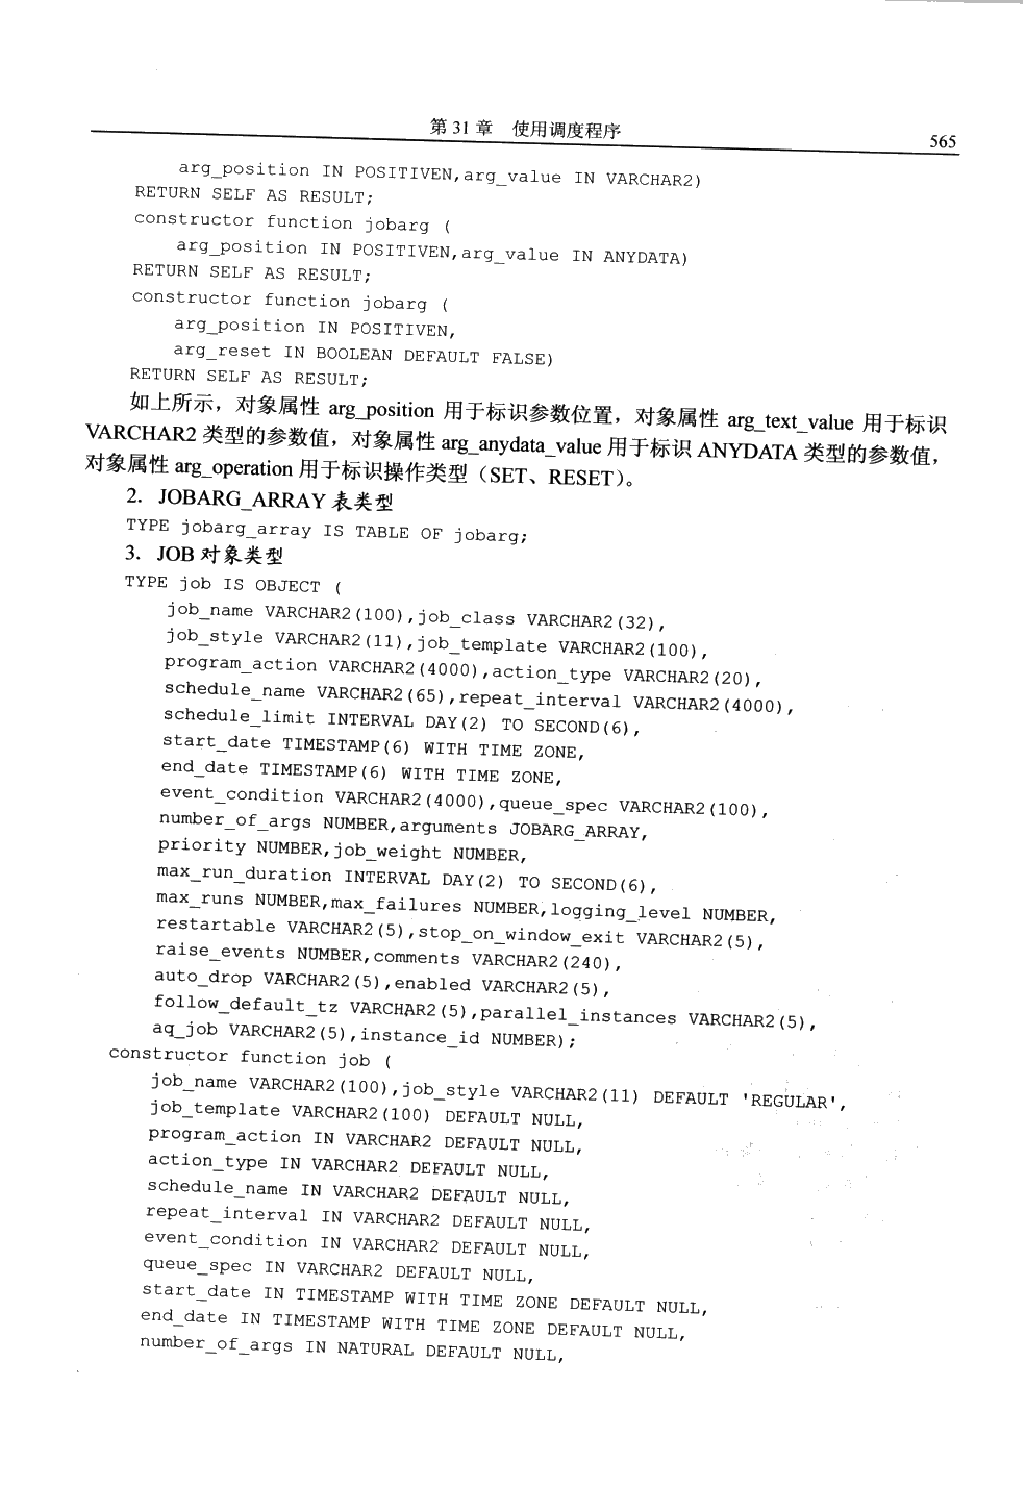 第 31 章　使用调度程序
565
arg_position IN POSITIVEN,arg_value IN VARCHAR2)
RETURN SELF AS RESULT;
constructor function jobarg (
arg_position IN POSITIVEN,arg_value IN ANYDATA)
RETURN SELF AS RESULT;
constructor function jobarg (
arg_position IN POSITIVEN,
arg_reset IN BOOLEAN DEFAULT FALSE)
RETURN SELF AS RESULT;
如上所示，对象属性 arg_position 用于标识参数位置，对象属性 arg_text_value 用于标识
VARCHAR2 类型的参数值，对象属性 arg_anydata_value 用于标识 ANYDATA 类型的参数值，
对象属性 arg_operation 用于标识操作类型（SET、RESET）。
2．JOBARG_ARRAY 表类型
TYPE jobarg_array IS TABLE OF jobarg;
3．JOB 对象类型
TYPE job IS OBJECT (
job_name VARCHAR2(100),job_class VARCHAR2(32),
job_style VARCHAR2(11),job_template VARCHAR2(100),
program_action VARCHAR2(4000),action_type VARCHAR2(20),
schedule_name VARCHAR2(65),repeat_interval VARCHAR2(4000),
schedule_limit INTERVAL DAY(2) TO SECOND(6),
start_date TIMESTAMP(6) WITH TIME ZONE,
end_date TIMESTAMP(6) WITH TIME ZONE,
event_condition VARCHAR2(4000),queue_spec VARCHAR2(100),
number_of_args NUMBER,arguments JOBARG_ARRAY,
priority NUMBER,job_weight NUMBER,
max_run_duration INTERVAL DAY(2) TO SECOND(6),
max_runs NUMBER,max_failures NUMBER,logging_level NUMBER,
restartable VARCHAR2(5),stop_on_window_exit VARCHAR2(5),
raise_events NUMBER,comments VARCHAR2(240),
auto_drop VARCHAR2(5),enabled VARCHAR2(5),
follow_default_tz VARCHAR2(5),parallel_instances VARCHAR2(5),
aq_job VARCHAR2(5),instance_id NUMBER);
constructor function job (
job_name VARCHAR2(100),job_style VARCHAR2(11) DEFAULT 'REGULAR',
job_template VARCHAR2(100) DEFAULT NULL,
program_action IN VARCHAR2 DEFAULT NULL,
action_type IN VARCHAR2 DEFAULT NULL,
schedule_name IN VARCHAR2 DEFAULT NULL,
repeat_interval IN VARCHAR2 DEFAULT NULL,
event_condition IN VARCHAR2 DEFAULT NULL,
queue_spec IN VARCHAR2 DEFAULT NULL,
start_date IN TIMESTAMP WITH TIME ZONE DEFAULT NULL,
end_date IN TIMESTAMP WITH TIME ZONE DEFAULT NULL,
number_of_args IN NATURAL DEFAULT NULL,